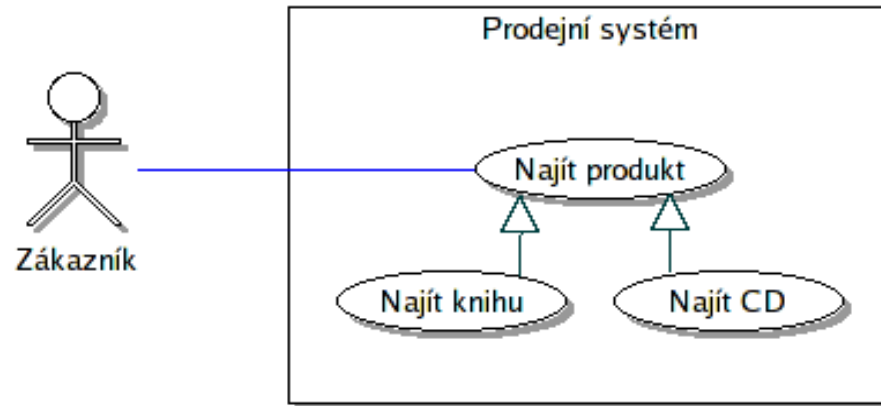 Prodejní systém
Najít produkt
Zákazník
Najít knihu
Najít CD